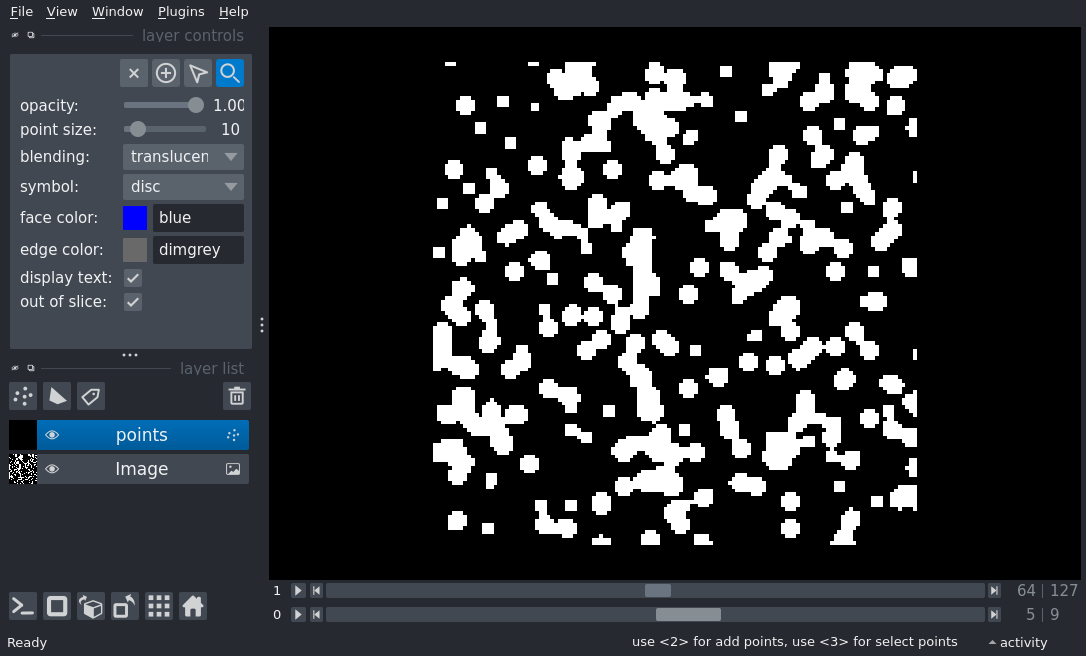 File View Window Plugins Help
layer controls
opacity: 1.00
point size: 10
blending: translucen
symbol: disc
face color: blue
edge color: dimgrey
display text:
out of slice:
layer list
points
Image
1 64 127
0 5 9
Ready use <2> for add points, use <3> for select points activity